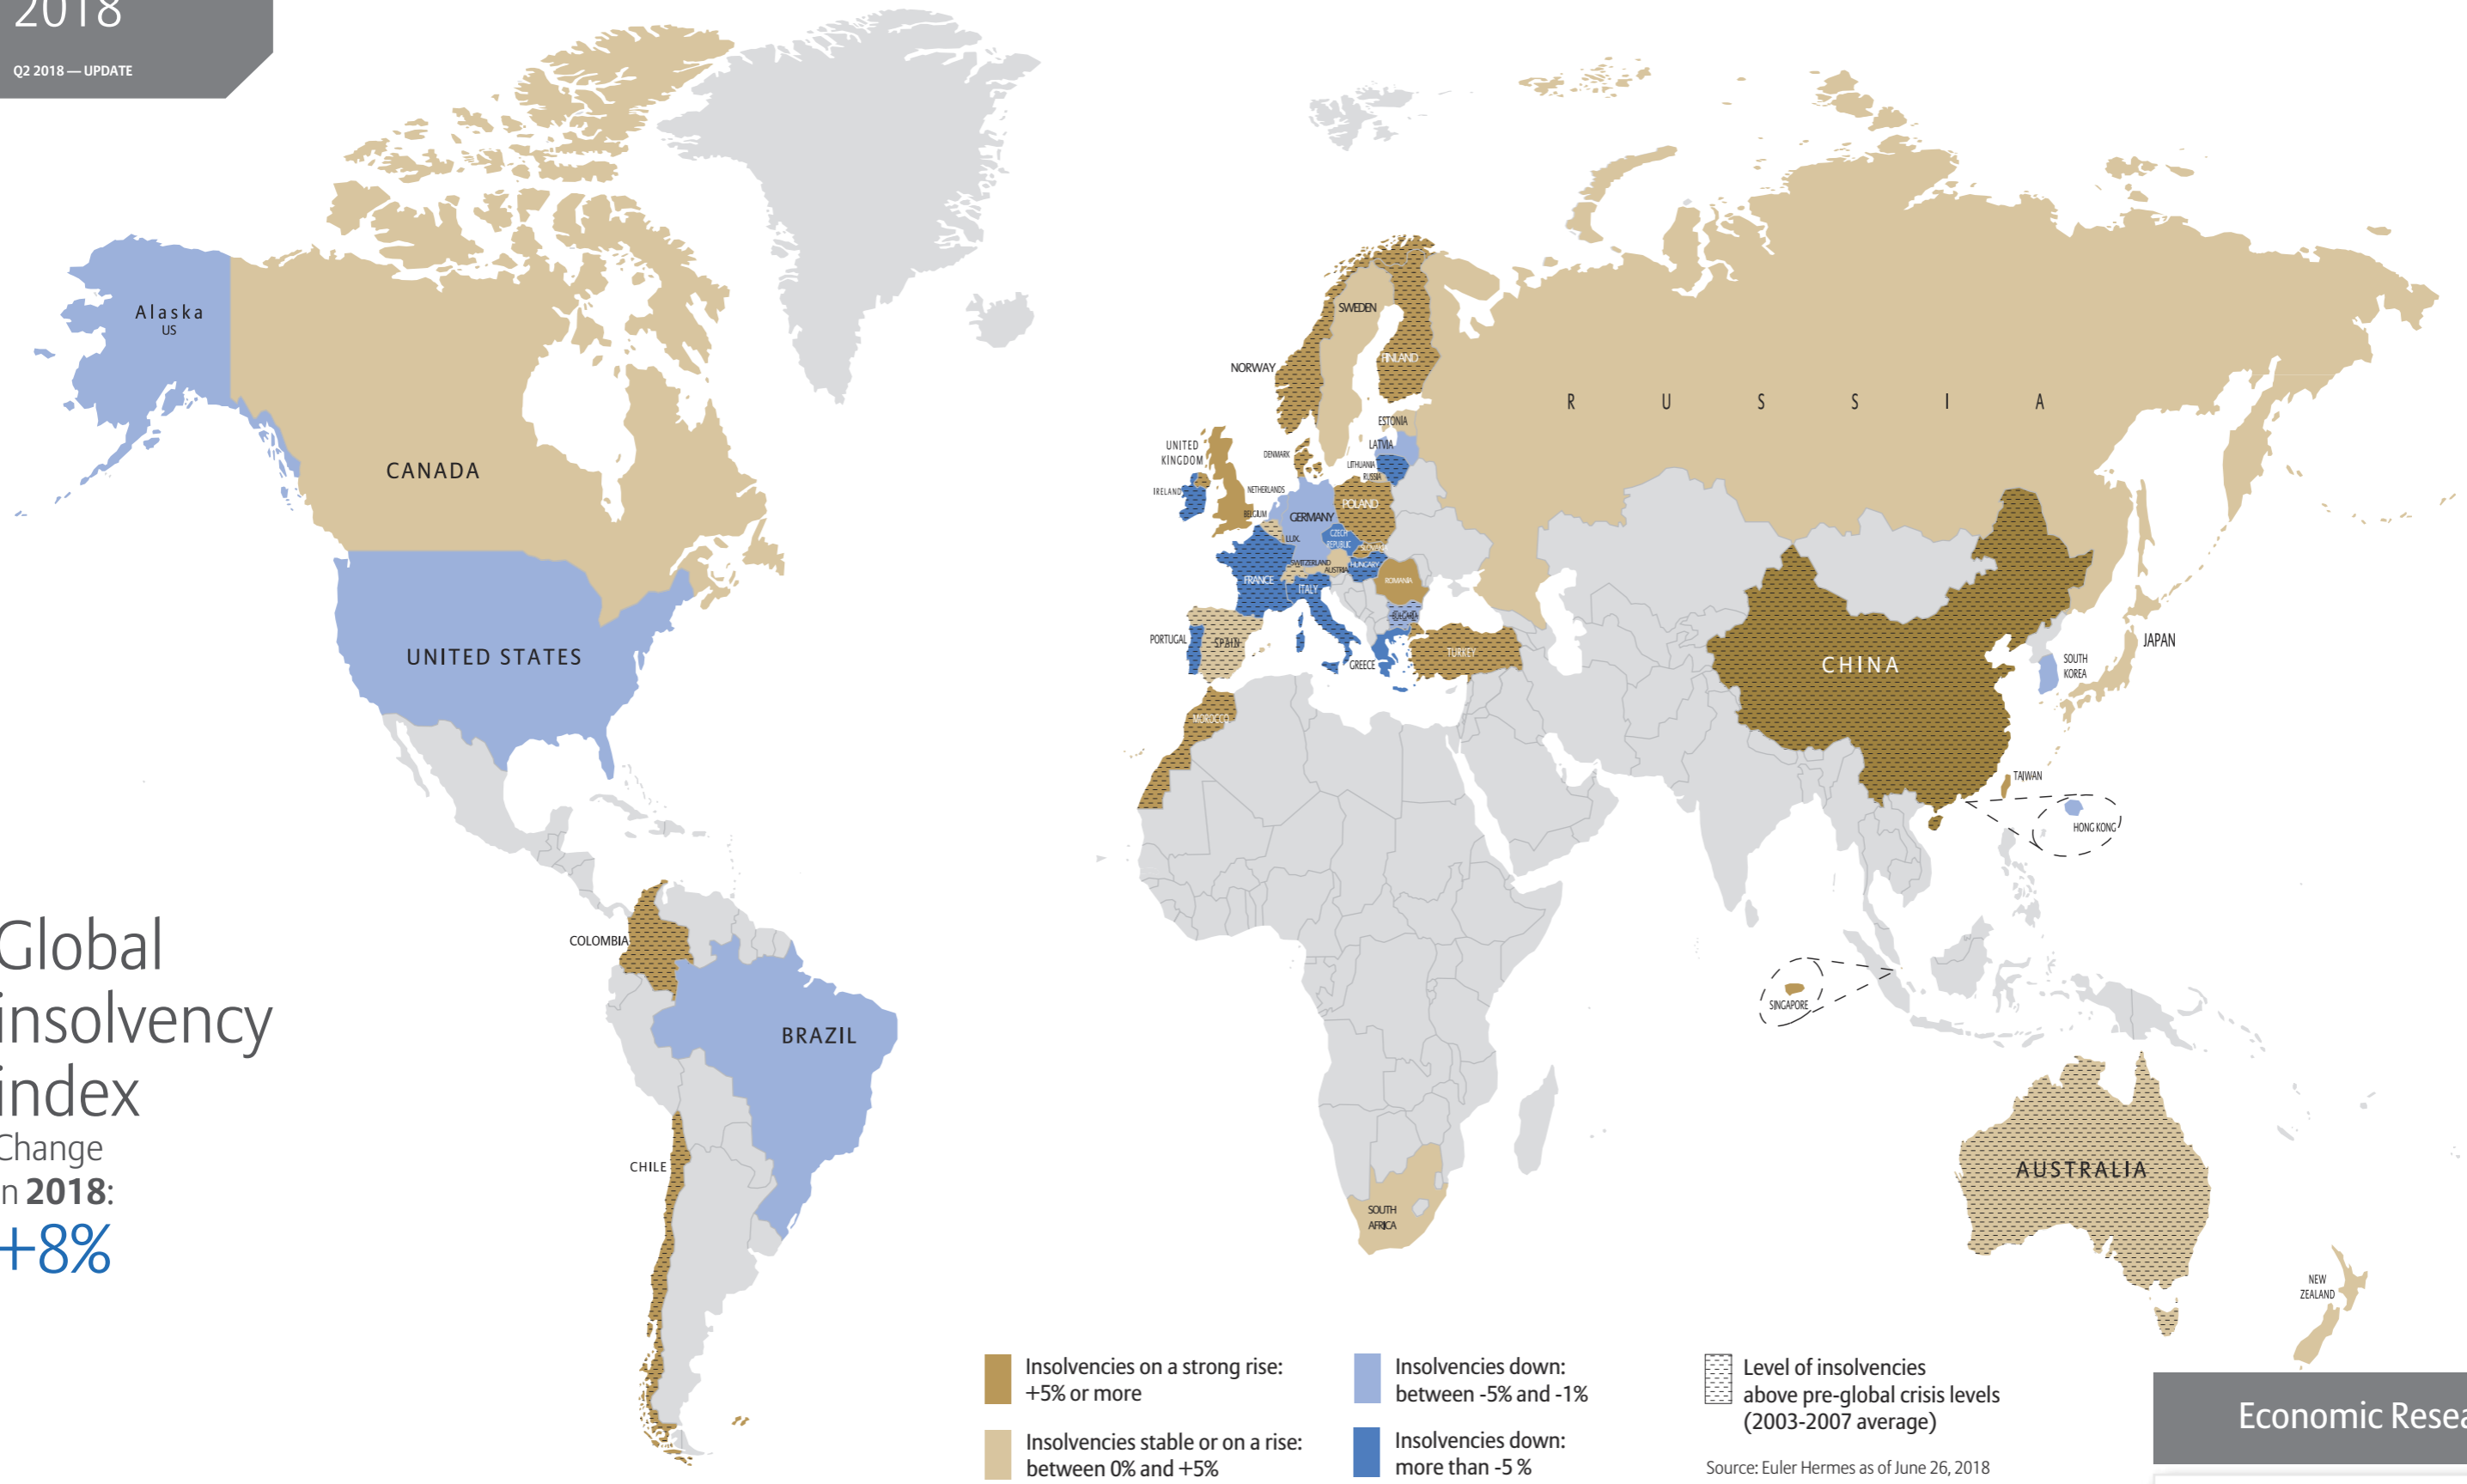 2018
Q2 2018 — UPDATE
Alaska
US
CANADA
UNITED STATES
COLOMBIA
BRAZIL
CHILE
SWEDEN
NORWAY
FINLAND
RUSSIA
ESTONIA
LATVIA
LITHUANIA
RUSSIA
UNITED
KINGDOM
DENMARK
IRELAND
NETHERLANDS
BELGIUM
GERMANY
POLAND
LUX.
CZECH
REPUBLIC
SWITZERLAND
AUSTRIA
HUNGARY
FRANCE
ITALY
ROMANIA
BULGARIA
PORTUGAL
SPAIN
GREECE
TURKEY
MOROCCO
CHINA
JAPAN
SOUTH
KOREA
TAIWAN
HONG KONG
SINGAPORE
SOUTH
AFRICA
AUSTRALIA
NEW
ZEALAND
Global
insolvency
index
Change
in 2018:
+8%
Insolvencies on a strong rise:
+5% or more
Insolvencies stable or on a rise:
between 0% and +5%
Insolvencies down:
between -5% and -1%
Insolvencies down:
more than -5 %
Level of insolvencies
above pre-global crisis levels
(2003-2007 average)
Source: Euler Hermes as of June 26, 2018
Economic Resea